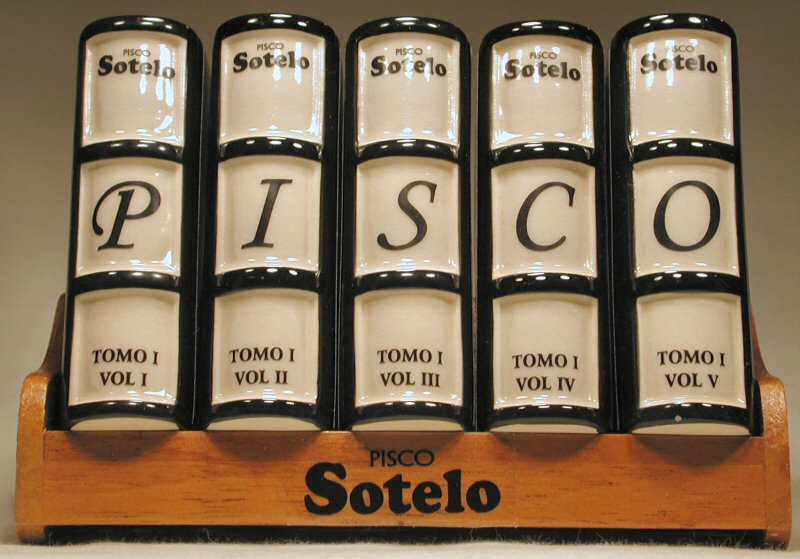 PISCO
Sotelo
P
TOMO I
VOL I
PISCO
Sotelo
I
TOMO I
VOL II
PISCO
Sotelo
S
TOMO I
VOL III
PISCO
Sotelo
C
TOMO I
VOL IV
PISCO
Sotelo
O
TOMO I
VOL V
PISCO
Sotelo